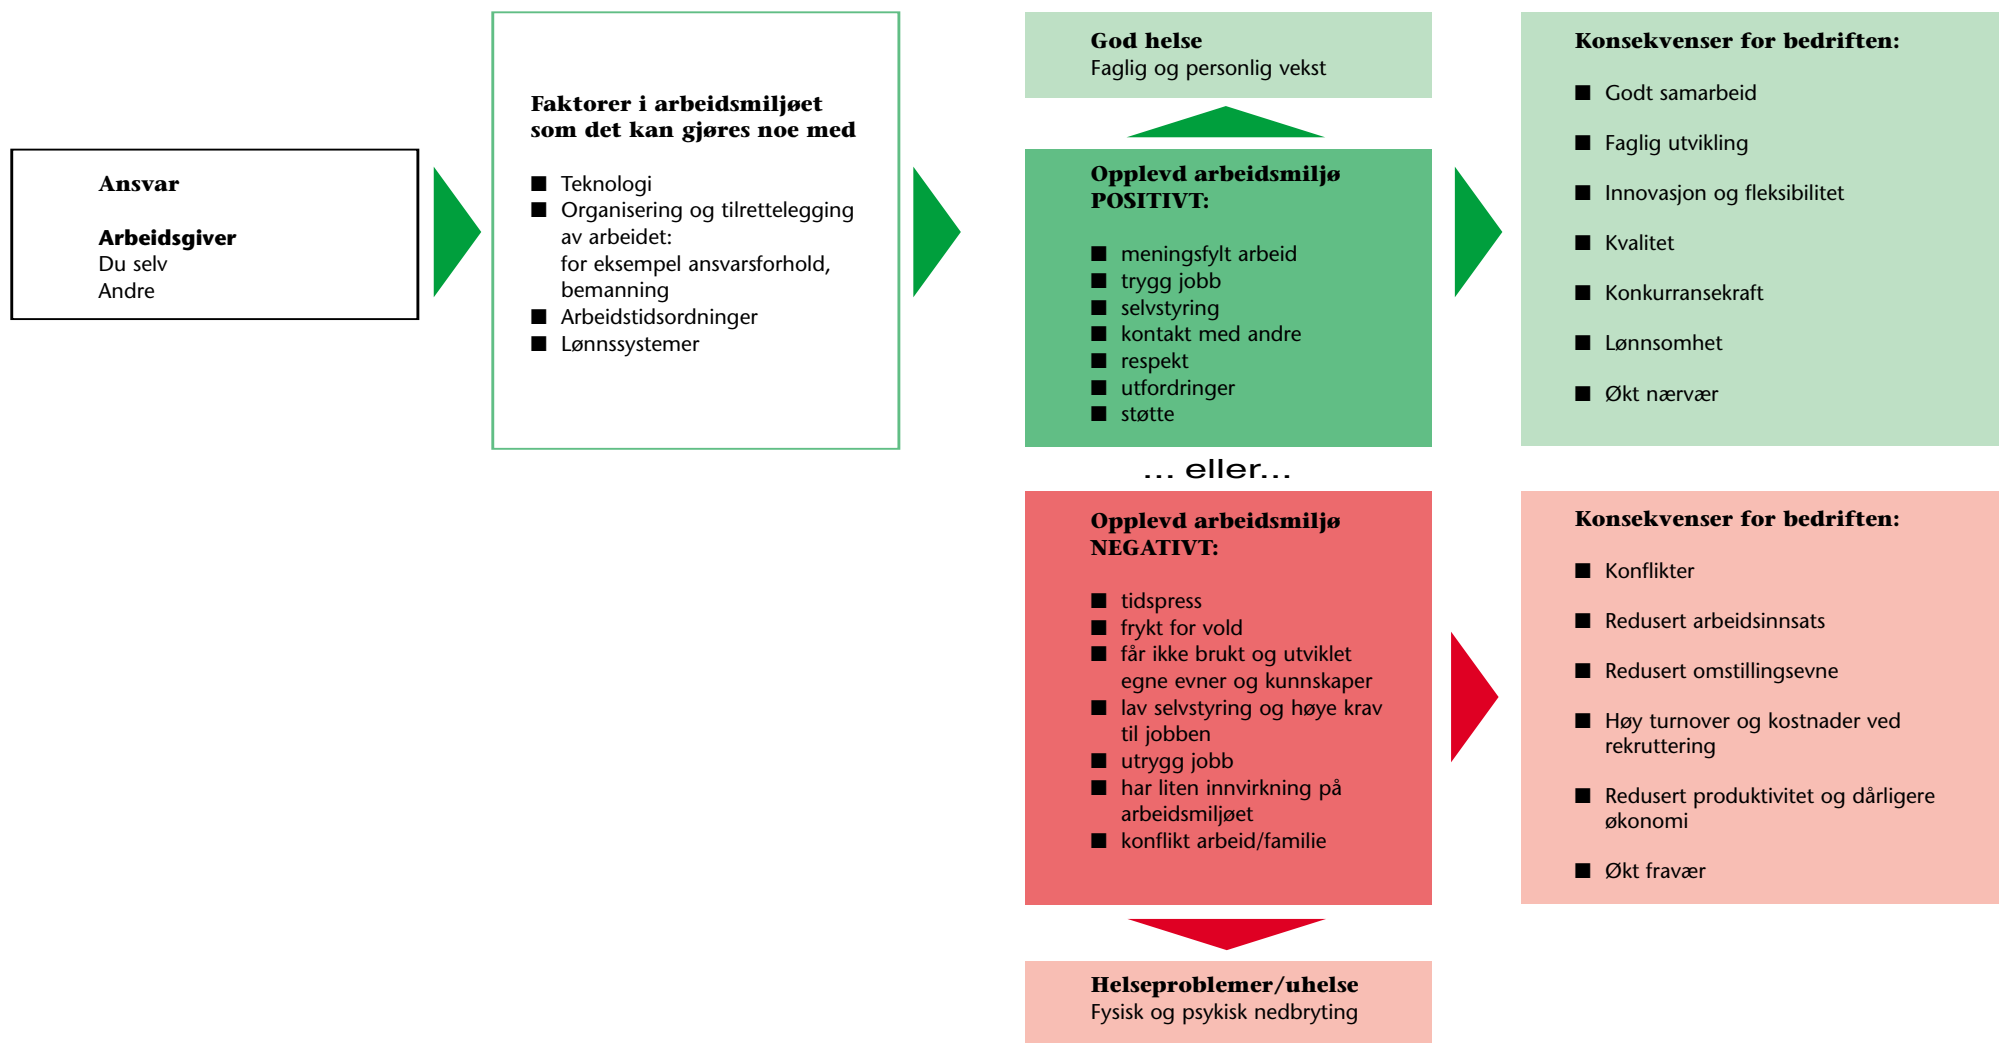 Ansvar
Arbeidsgiver
Du selv
Andre
Faktorer i arbeidsmiljøet
som det kan gjøres noe med
■ Teknologi
■ Organisering og tilrettelegging
av arbeidet:
for eksempel ansvarsforhold,
bemanning
■ Arbeidstidsordninger
■ Lønnssystemer
God helse
Faglig og personlig vekst
Opplevd arbeidsmiljø
POSITIVT:
■ meningsfylt arbeid
■ trygg jobb
■ selvstyring
■ kontakt med andre
■ respekt
■ utfordringer
■ støtte
Konsekvenser for bedriften:
■ Godt samarbeid
■ Faglig utvikling
■ Innovasjon og fleksibilitet
■ Kvalitet
■ Konkurransekraft
■ Lønnsomhet
■ Økt nærvær
... eller...
Opplevd arbeidsmiljø
NEGATIVT:
■ tidspress
■ frykt for vold
■ får ikke brukt og utviklet
egne evner og kunnskaper
■ lav selvstyring og høye krav
til jobben
■ utrygg jobb
■ har liten innvirkning på
arbeidsmiljøet
■ konflikt arbeid/familie
Konsekvenser for bedriften:
■ Konflikter
■ Redusert arbeidsinnsats
■ Redusert omstillingsevne
■ Høy turnover og kostnader ved
rekruttering
■ Redusert produktivitet og dårligere
økonomi
■ Økt fravær
Helseproblemer/uhelse
Fysisk og psykisk nedbryting